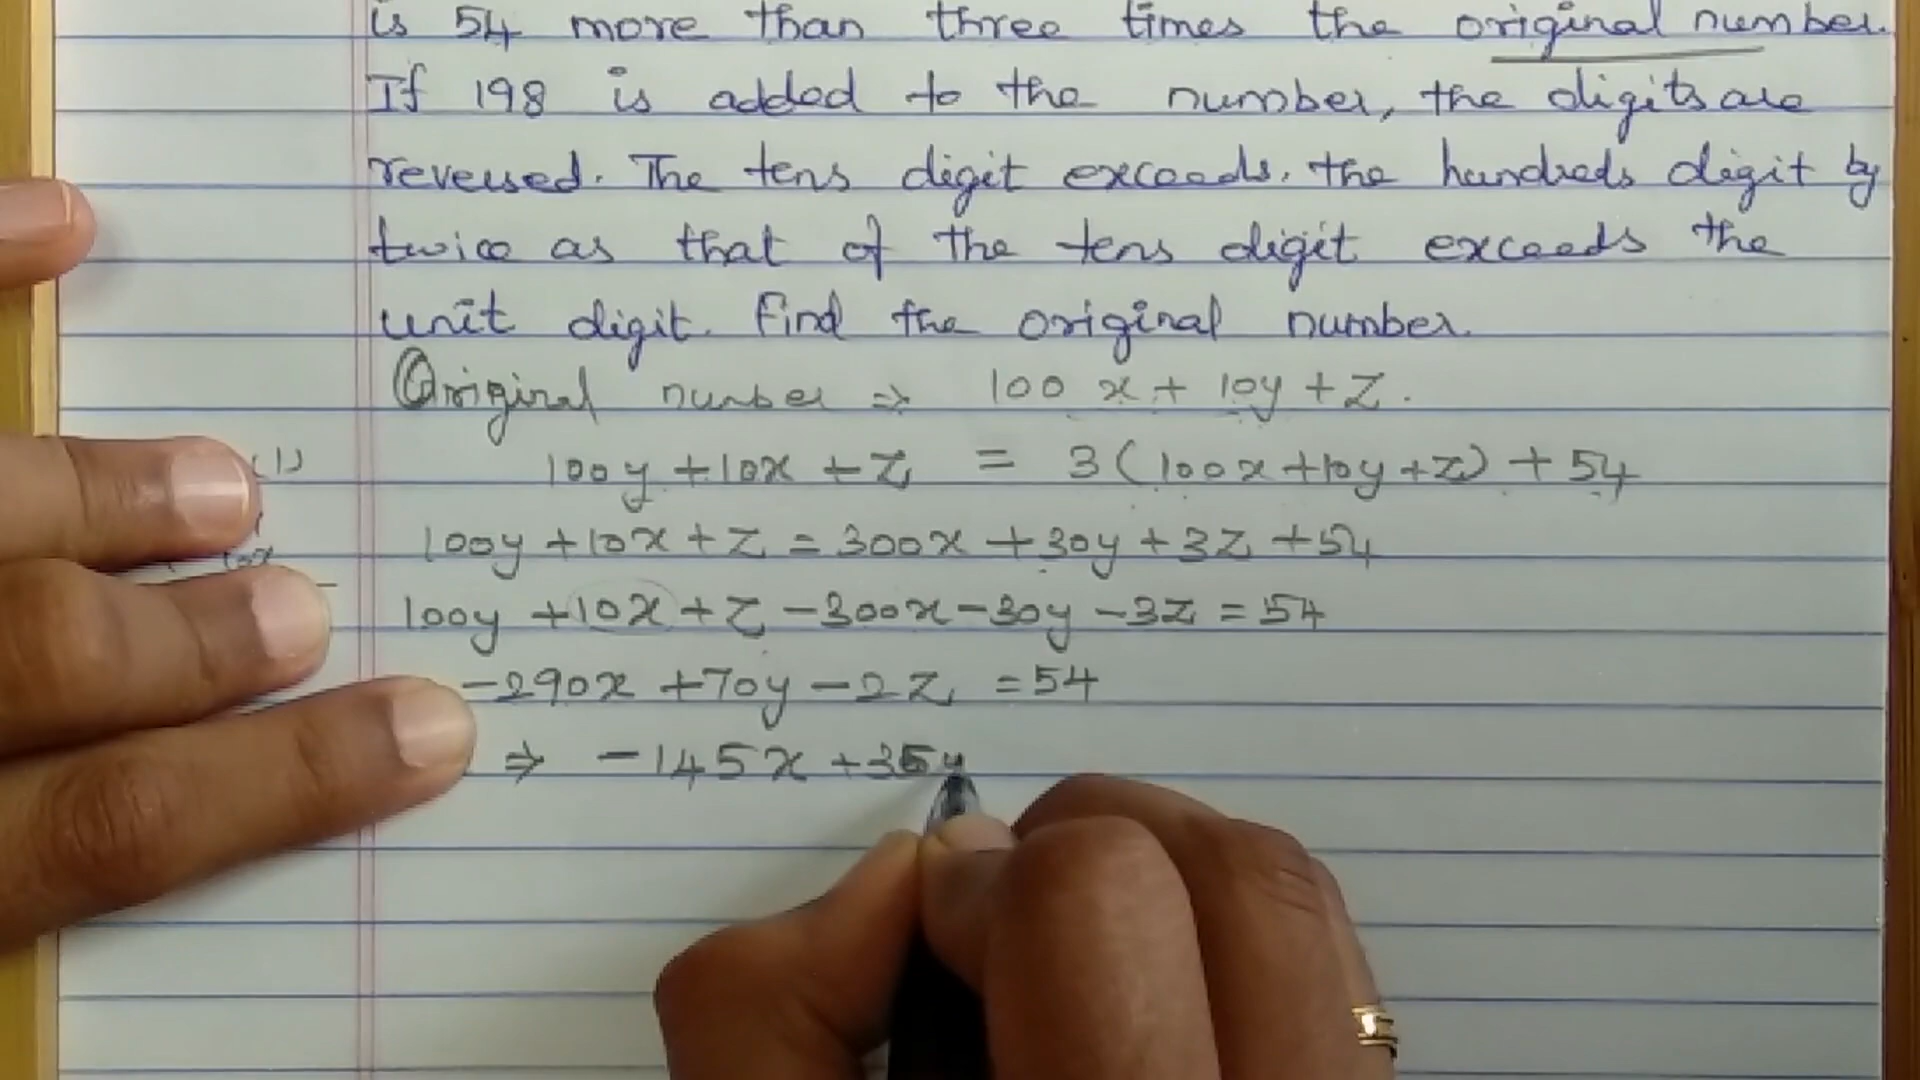 is 54 more than three times the original number.
If 198 is added to the number, the digits are
reversed. The tens digit exceeds the hundreds digit by
twice as that of the tens digit exceeds the
unit digit. Find the original number.
Original number ⇒ 100 x + 10y + Z.
(1)
100y + 10x + Z = 3(100x + 10y + Z) + 54
100y + 10x + Z = 300x + 30y + 3Z + 54
10x
100y + 10x + Z - 300x - 30y - 3Z = 54
-290x + 70y - 2Z = 54
⇒ -145x + 35y